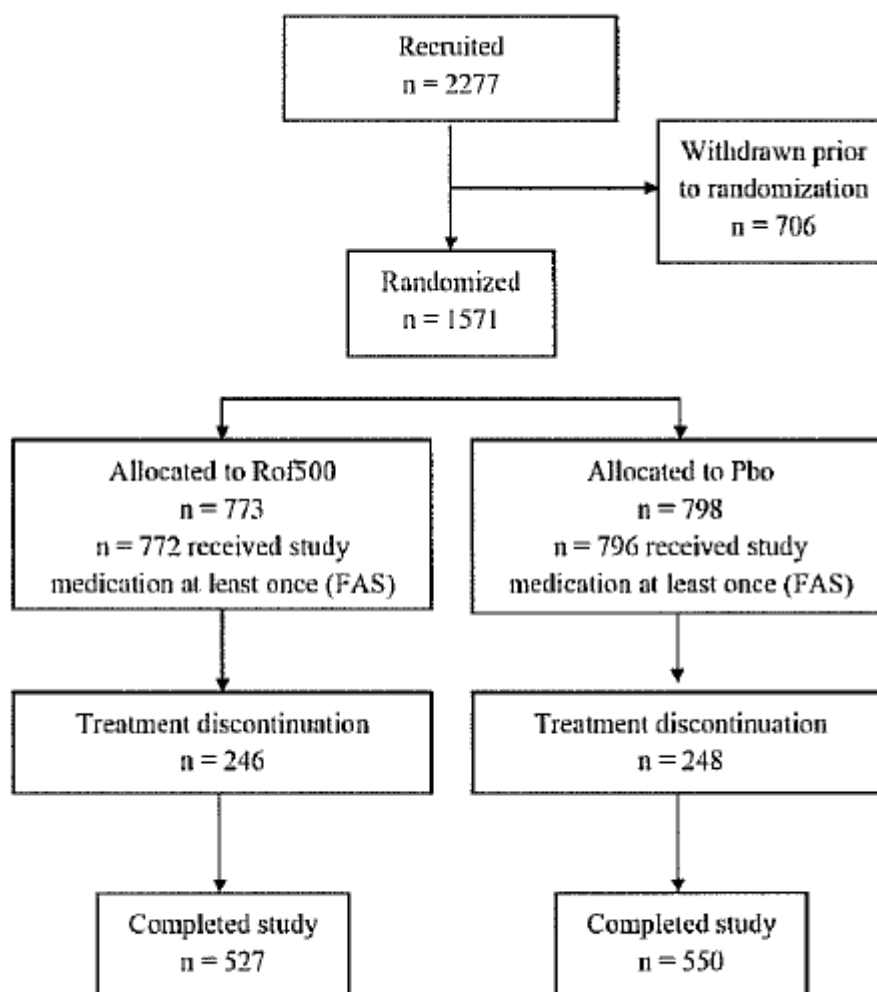 Recruited
n = 2277
Withdrawn prior
to randomization
n = 706
Randomized
n = 1571
Allocated to Rof500
n = 773
n = 772 received study
medication at least once (FAS)
Allocated to Pbo
n = 798
n = 796 received study
medication at least once (FAS)
Treatment discontinuation
n = 246
Treatment discontinuation
n = 248
Completed study
n = 527
Completed study
n = 550